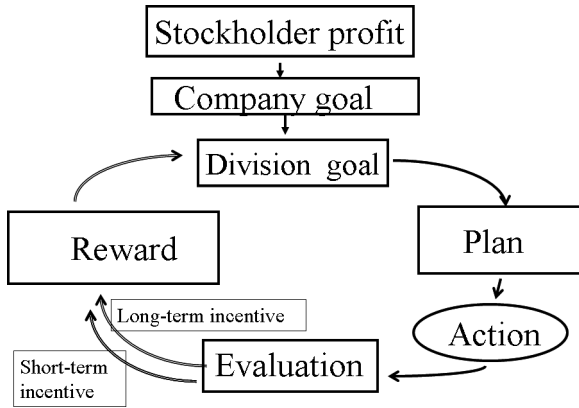 Stockholder profit
Company goal
Division goal
Reward
Plan
Long-term incentive
Action
Short-term
incentive
Evaluation